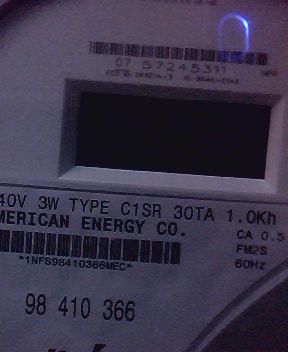 07 57245311
40V 3W TYPE C1SR 30TA 1.0Kh
MERICAN ENERGY CO.
CA 0.5
FM2S
*1NFS98410366MEC*
60Hz
98 410 366